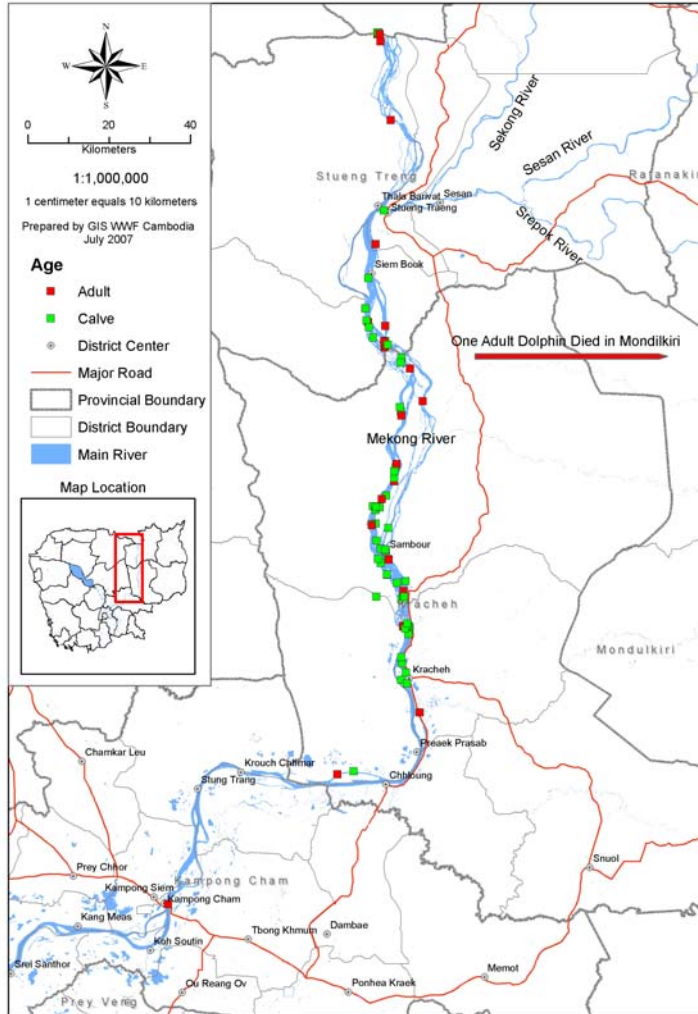 N
W E
S
0 20 40
Kilometers
1:1,000,000
1 centimeter equals 10 kilometers
Prepared by GIS WWF Cambodia
July 2007
Age
Adult
Calve
District Center
Major Road
Provincial Boundary
District Boundary
Main River
Map Location
Sekong River
Sesan River
Srepok River
Stueng Treng
Ratanakiri
Thala Barivat
Sesan
Stueng Traeng
Siem Bouk
One Adult Dolphin Died in Mondilkiri
Mekong River
Sambour
Kracheh
Mondulkiri
Kracheh
Preaek Prasab
Chamkar Leu
Krouch Chhmar
Stung Trang
Chhloung
Snuol
Prey Chhor
Kampong Cham
Kampong Siem
Kampong Cham
Kang Meas
Koh Soutin
Tbong Khmum
Dambae
Srei Santhor
Ou Reang Ov
Ponhea Kraek
Memot
Prey Veng